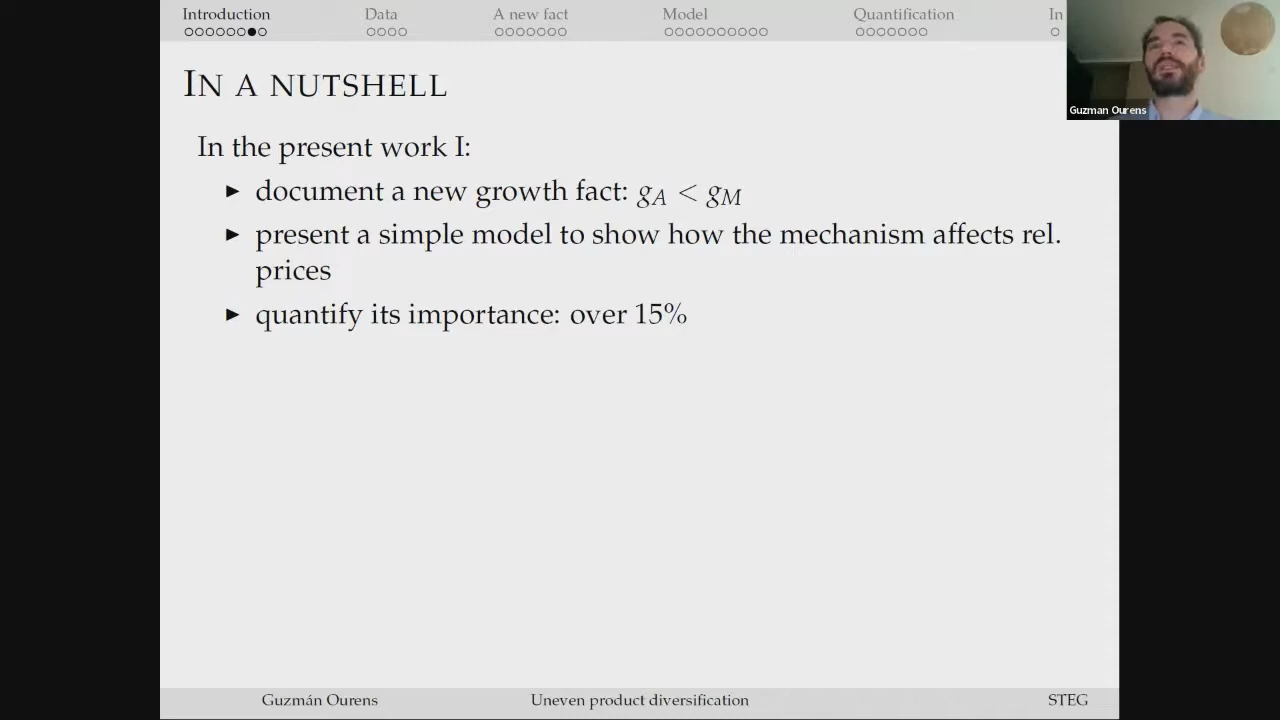 Introduction Data A new fact Model Quantification In
Guzman Ourens
IN A NUTSHELL
In the present work I:
► document a new growth fact: g_A < g_M
► present a simple model to show how the mechanism affects rel.
prices
► quantify its importance: over 15%
Guzmán Ourens Uneven product diversification STEG